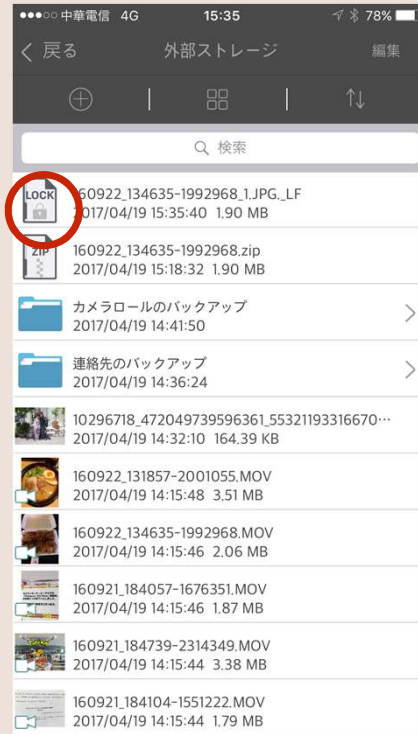 ●●●○○ 中華電信 4G 15:35 78%
戻る 外部ストレージ 編集
検索
LOCK 160922_134635-1992968_1.JPG._LF
2017/04/19 15:35:40 1.90 MB
ZIP 160922_134635-1992968.zip
2017/04/19 15:18:32 1.90 MB
カメラロールのバックアップ
2017/04/19 14:41:50
連絡先のバックアップ
2017/04/19 14:36:24
10296718_472049739596361_55321193316670…
2017/04/19 14:32:10 164.39 KB
160922_131857-2001055.MOV
2017/04/19 14:15:48 3.51 MB
160922_134635-1992968.MOV
2017/04/19 14:15:46 2.06 MB
160921_184057-1676351.MOV
2017/04/19 14:15:46 1.87 MB
160921_184739-2314349.MOV
2017/04/19 14:15:44 3.38 MB
160921_184104-1551222.MOV
2017/04/19 14:15:44 1.79 MB